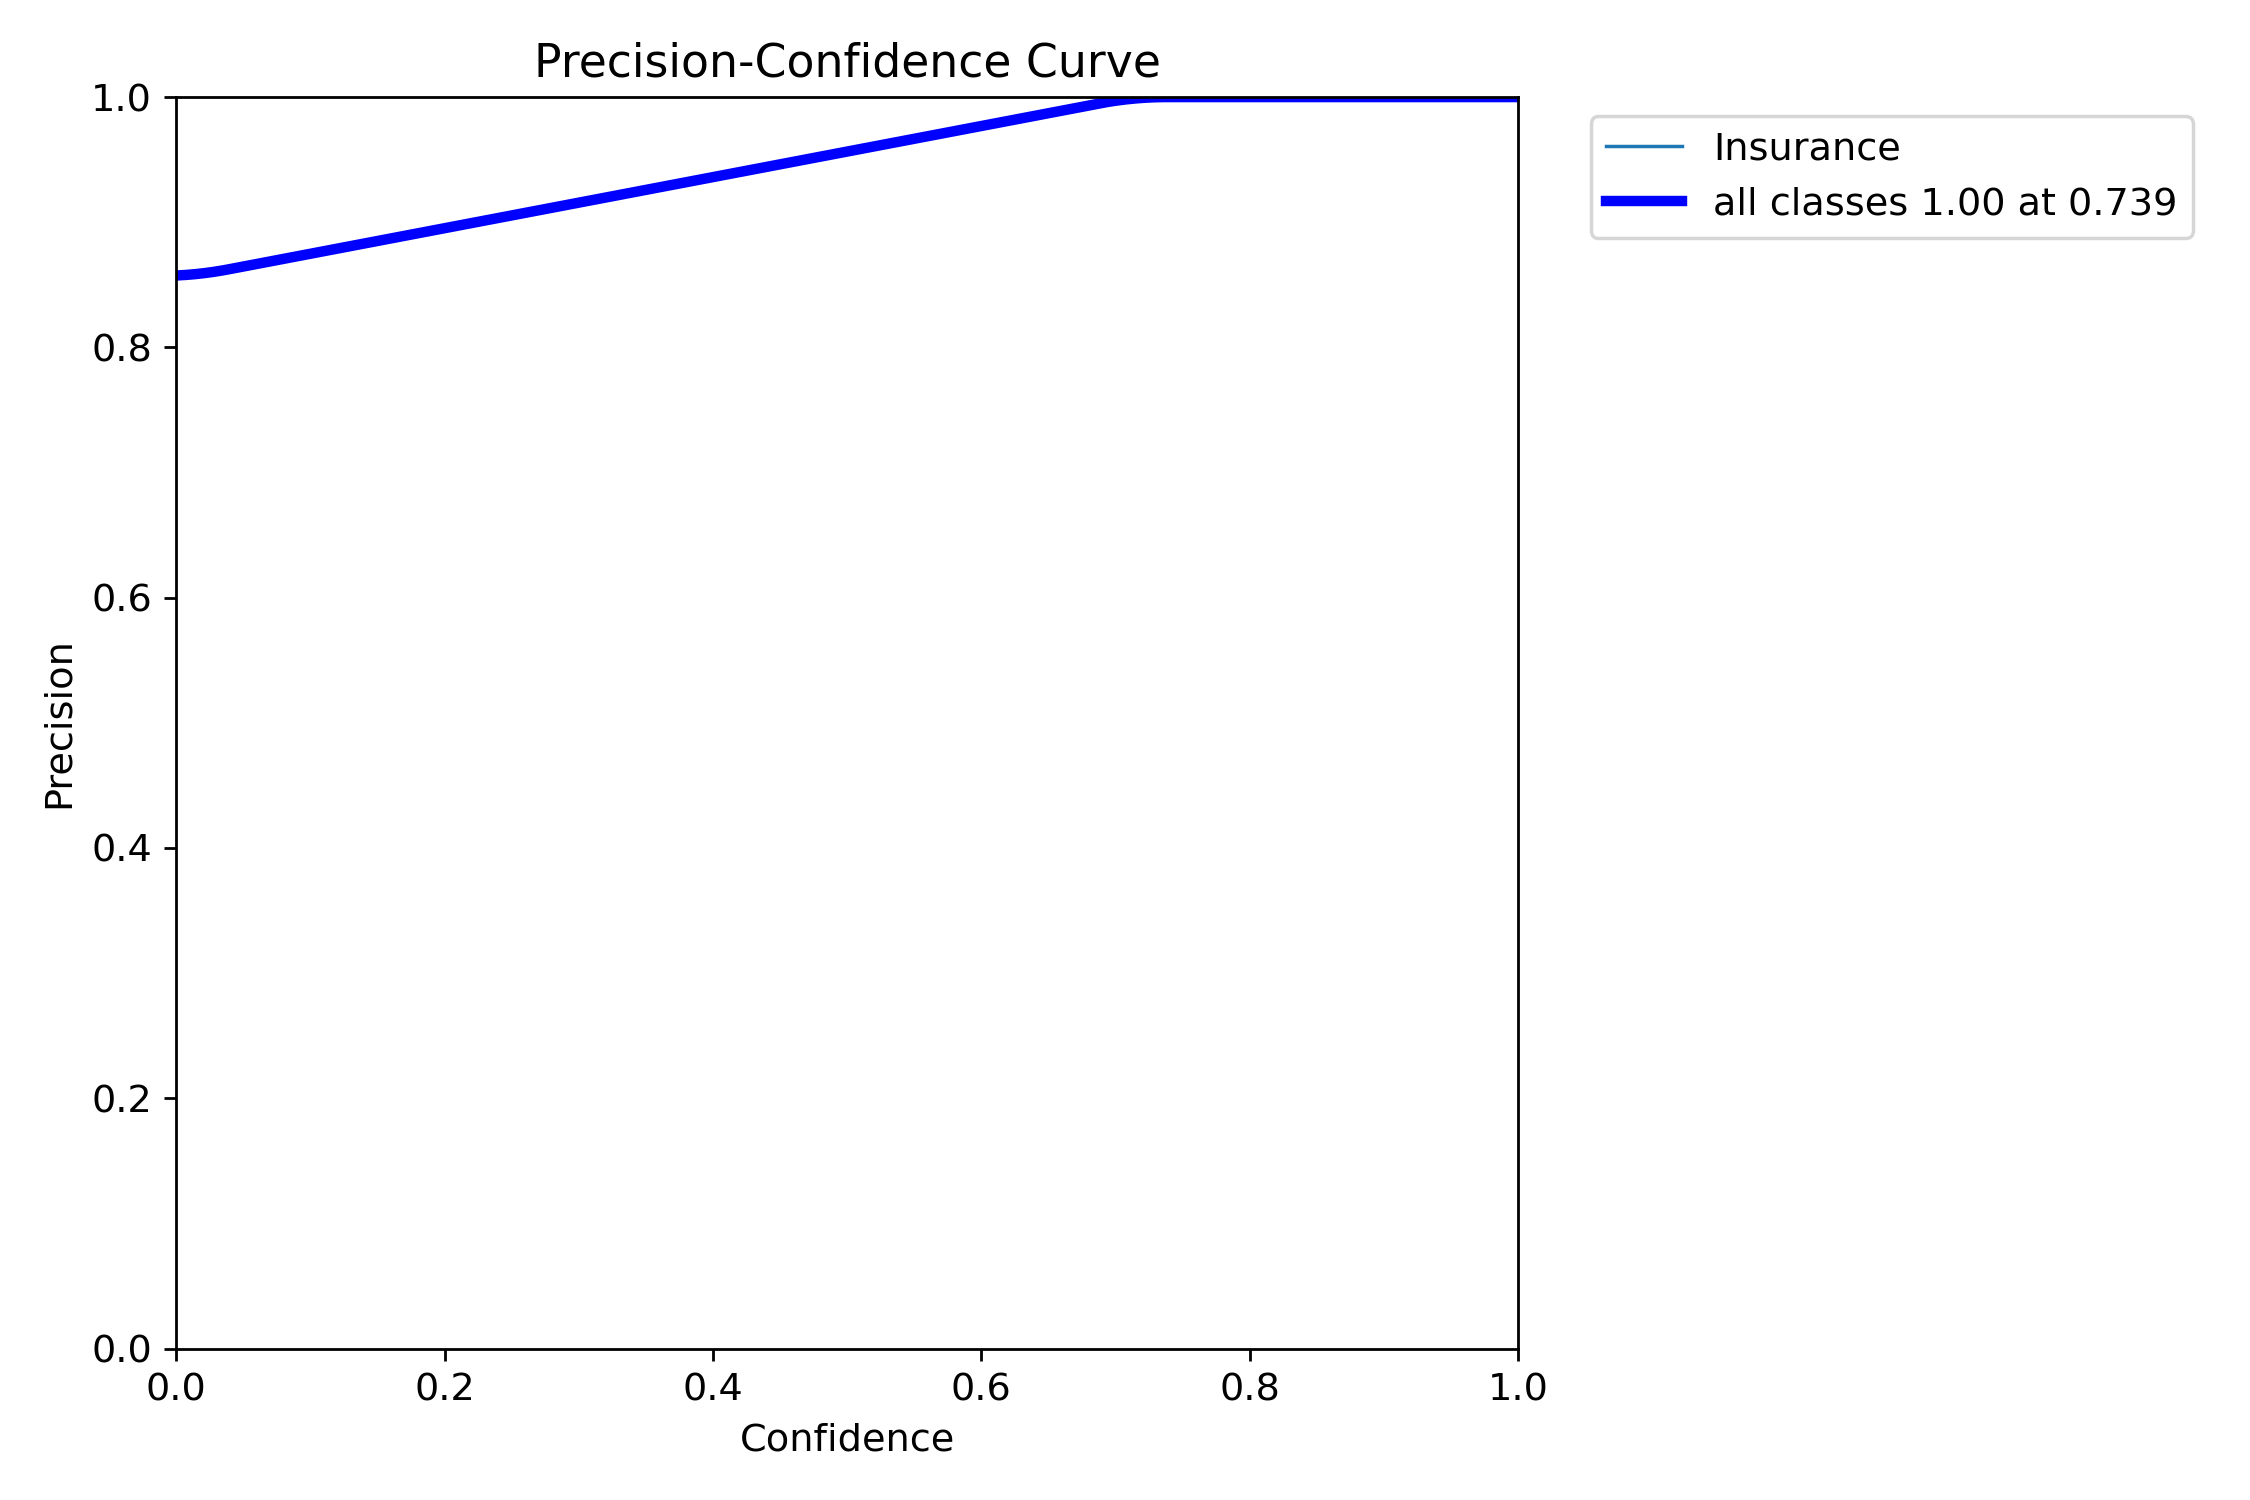 Precision-Confidence Curve
1.0
0.8
0.6
0.4
0.2
0.0
Precision
0.0 0.2 0.4 0.6 0.8 1.0
Confidence
Insurance
all classes 1.00 at 0.739